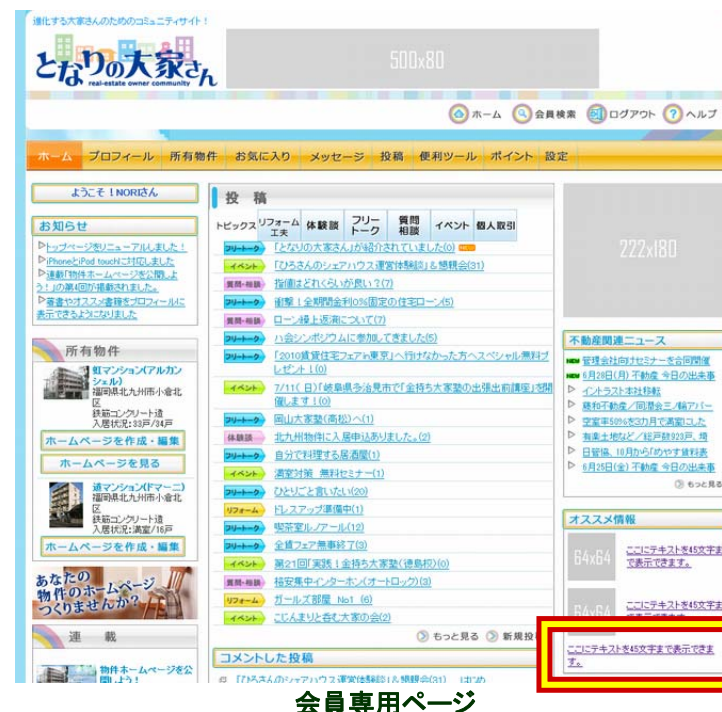 進化する大家さんのためのコミュニティサイト!
となりの大家さん
real-estate owner community
500x80
ホーム 会員検索 ログアウト ヘルプ
ホーム プロフィール 所有物件 お気に入り メッセージ 投稿 便利ツール ポイント 設定
ようこそ!NORIさん
お知らせ
トップページをリニューアルしました!
iPhoneとiPod touchに対応しました
連載「物件ホームページを公開しよ
う!」の第4回が掲載されました。
著書やオススメ書籍をプロフィールに
表示できるようになりました
所有物件
虹マンション(アルカン
シェル)
福岡県北九州市小倉北
区
鉄筋コンクリート造
入居状況:33戸/34戸
ホームページを作成・編集
ホームページを見る
道マンション(ドマーニ)
福岡県北九州市小倉北
区
鉄筋コンクリート造
入居状況:満室/16戸
ホームページを作成・編集
あなたの
物件のホームページ
つくりませんか?
連載
物件ホームページを公
開しよう!
投稿
トピックス リフォーム工夫 体験談 フリートーク 質問相談 イベント 個人取引
フリートーク 「となりの大家さん」が紹介されていました(0)
イベント 「ひろさんのシェアハウス運営体験談」&懇親会(31)
質問・相談 指値はどれくらいが良い?(7)
フリートーク 衝撃!全期間金利0%固定の住宅ローン(5)
質問・相談 ローン繰上返済について(7)
フリートーク ハ会シンポジウムに参加してきました(5)
フリートーク 「2010賃貸住宅フェアin東京」へ行けなかった方へスペシャル無料プ
レゼント!(0)
イベント 7/11(日)「岐阜県多治見市で「金持ち大家塾の出張出前講座」を開
催します!(0)
フリートーク 岡山大家塾(高松)へ(1)
体験談 北九州物件に入居申込ありました。(2)
フリートーク 自分で料理する居酒屋(1)
イベント 満室対策 無料セミナー(1)
フリートーク ひとりごと言いたい(20)
リフォーム ドレスアップ準備中(1)
フリートーク 喫茶室ルノアール(12)
フリートーク 全賃フェア無事終了(3)
イベント 第21回「実践!金持ち大家塾(徳島校)(0)
質問・相談 格安集中インターホン(オートロック)(3)
リフォーム ガールズ部屋 No1 (6)
イベント こじんまりと呑む大家の会(2)
もっと見る 新規投
コメントした投稿
「ひろさんのシェアハウス運営体験談」&懇親会(31) はじめ
222x180
不動産関連ニュース
NEW 管理会社向けセミナーを合同開催
NEW 6月28日(月) 不動産 今日の出来事
イントラスト本社移転
穂和不動産/同潤会三ノ輪アパー
空室率50%を3カ月で満室にした
有楽土地など/総戸数923戸、埼
日管協、10月から「めやす賃料表
6月25日(金) 不動産 今日の出来事
もっと見る
オススメ情報
64x64
ここにテキストを45文字ま
で表示できます。
64x64
ここにテキストを45文字ま
ここにテキストを45文字まで表示できま
す。
会員専用ページ